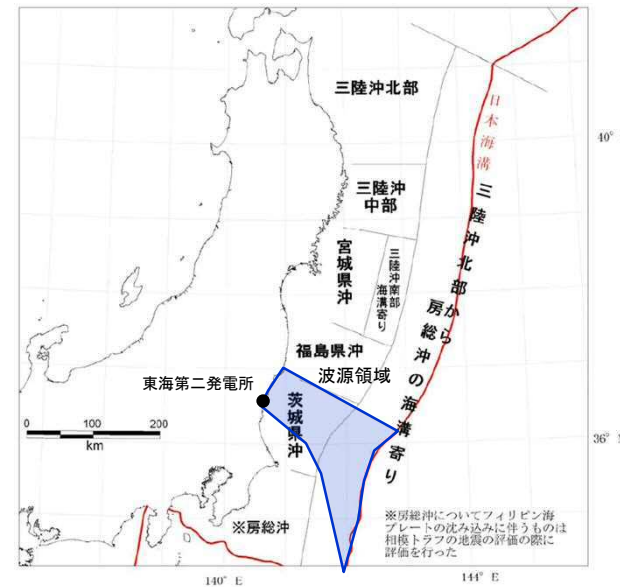 三陸沖北部
日本海溝
40°
三陸沖
中部
三陸沖北部から
房総沖の海溝寄り
宮城県沖
三陸沖南部
海溝寄り
福島県沖
波源領域
東海第二発電所
茨城県沖
0 100 200
km
36° N
※房総沖
※房総沖についてフィリピン海
プレートの沈み込みに伴うものは
相模トラフの地震の評価の際に
評価を行った
140° E
144° E